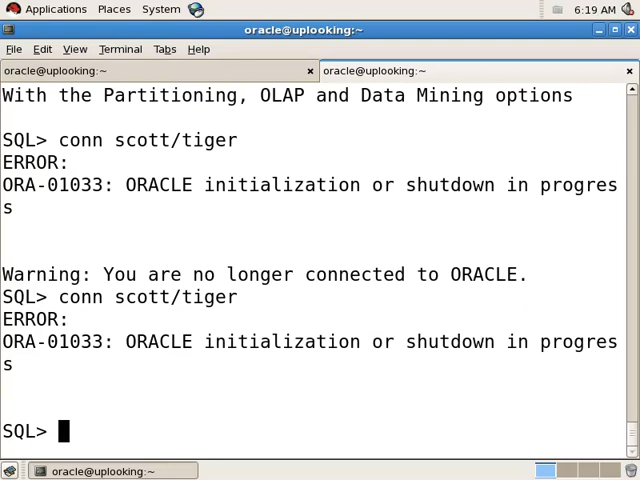 Applications Places System 6:19 AM
oracle@uplooking:~
File Edit View Terminal Tabs Help
oracle@uplooking:~ oracle@uplooking:~
With the Partitioning, OLAP and Data Mining options
SQL> conn scott/tiger
ERROR:
ORA-01033: ORACLE initialization or shutdown in progres
s
Warning: You are no longer connected to ORACLE.
SQL> conn scott/tiger
ERROR:
ORA-01033: ORACLE initialization or shutdown in progres
s
SQL>
oracle@uplooking:~